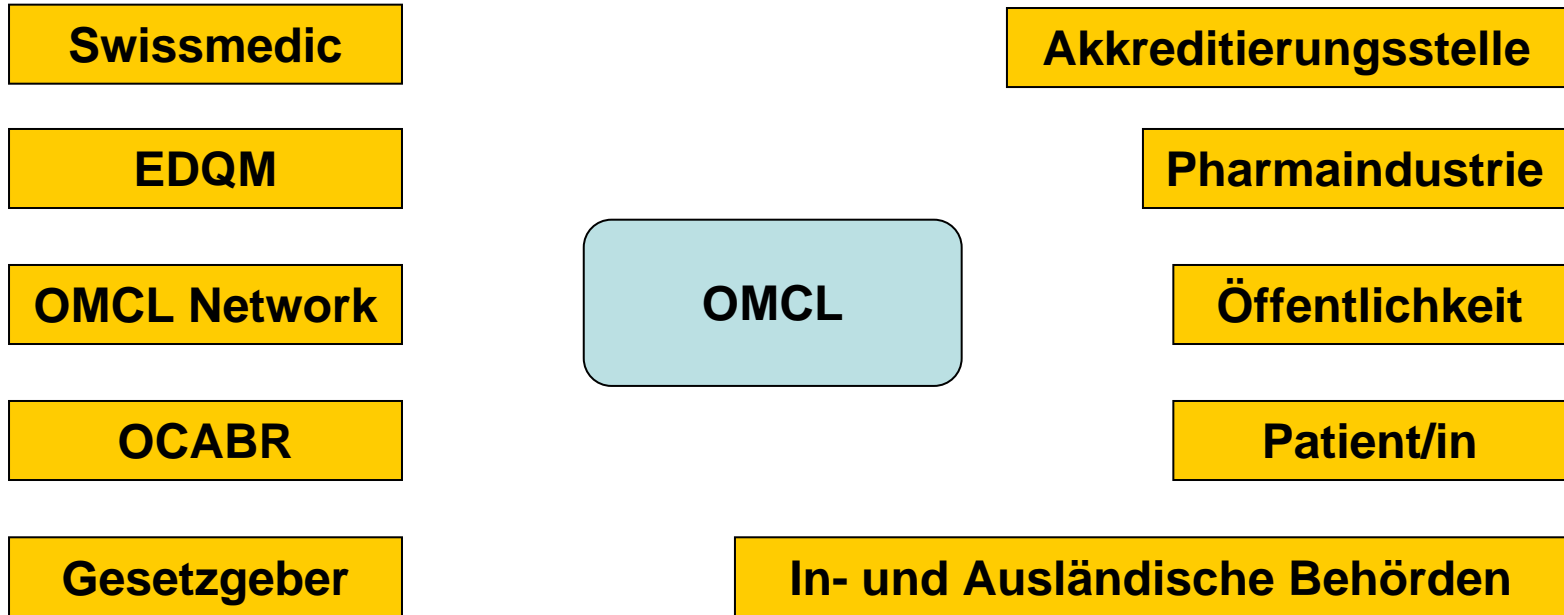 Swissmedic
Akkreditierungsstelle
EDQM
Pharmaindustrie
OMCL Network
OMCL
Öffentlichkeit
OCABR
Patient/in
Gesetzgeber
In- und Ausländische Behörden